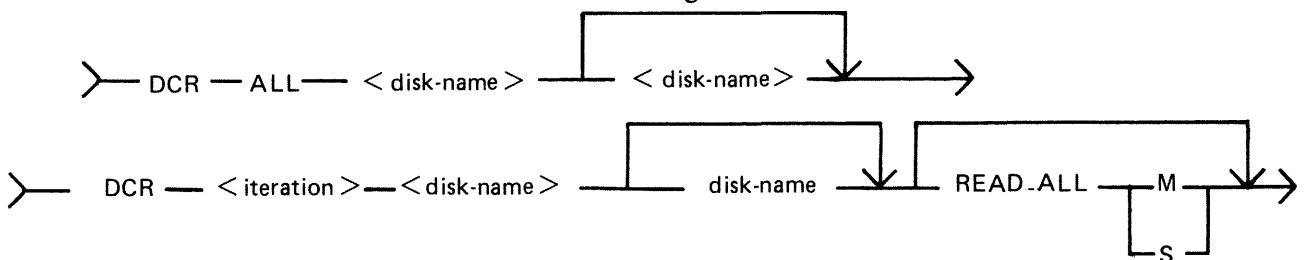 DCR ALL < disk-name > < disk-name >
DCR < iteration > < disk-name > disk-name READ_ALL M
S